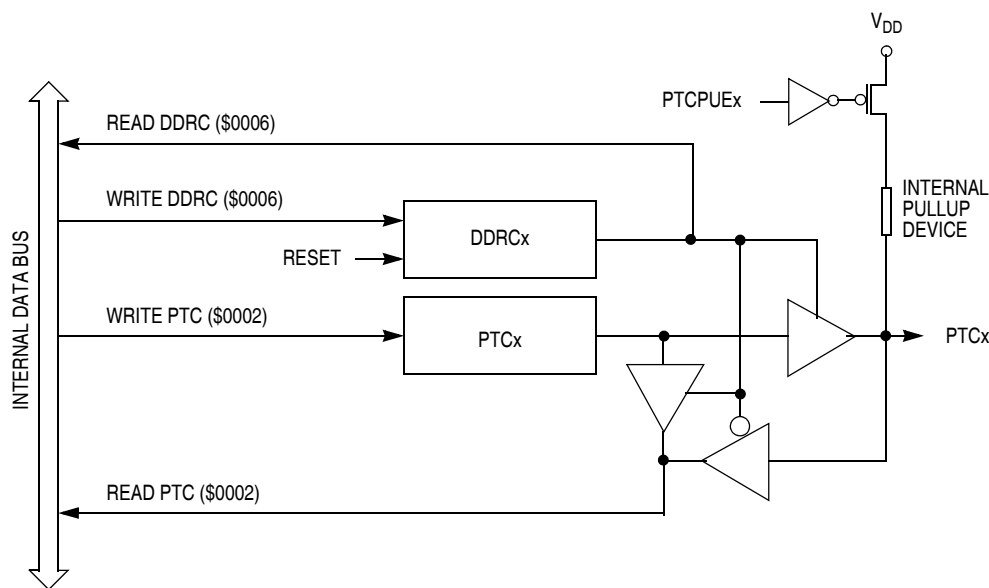 VDD
PTCPUEx
READ DDRC ($0006)
WRITE DDRC ($0006)
INTERNAL
PULLUP
DEVICE
DDRCx
RESET
WRITE PTC ($0002)
PTCx
PTCx
READ PTC ($0002)
INTERNAL DATA BUS